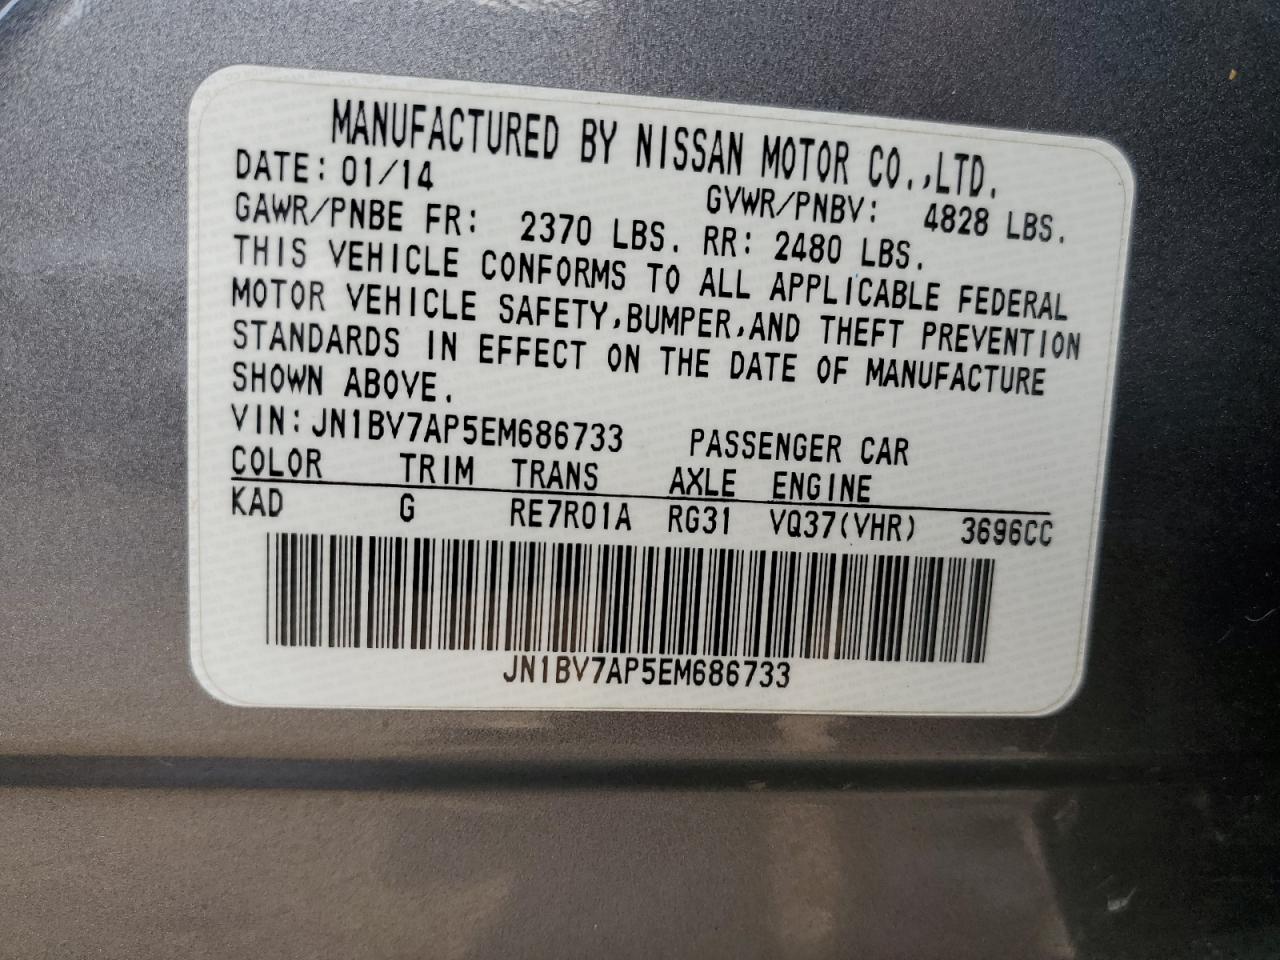 MANUFACTURED BY NISSAN MOTOR CO.,LTD.
DATE: 01/14 GVWR/PNBV: 4828 LBS.
GAWR/PNBE FR: 2370 LBS. RR: 2480 LBS.
THIS VEHICLE CONFORMS TO ALL APPLICABLE FEDERAL
MOTOR VEHICLE SAFETY,BUMPER,AND THEFT PREVENTION
STANDARDS IN EFFECT ON THE DATE OF MANUFACTURE
SHOWN ABOVE.
VIN: JN1BV7AP5EM686733 PASSENGER CAR
COLOR TRIM TRANS AXLE ENGINE
KAD G RE7R01A RG31 VQ37(VHR) 3696CC
JN1BV7AP5EM686733